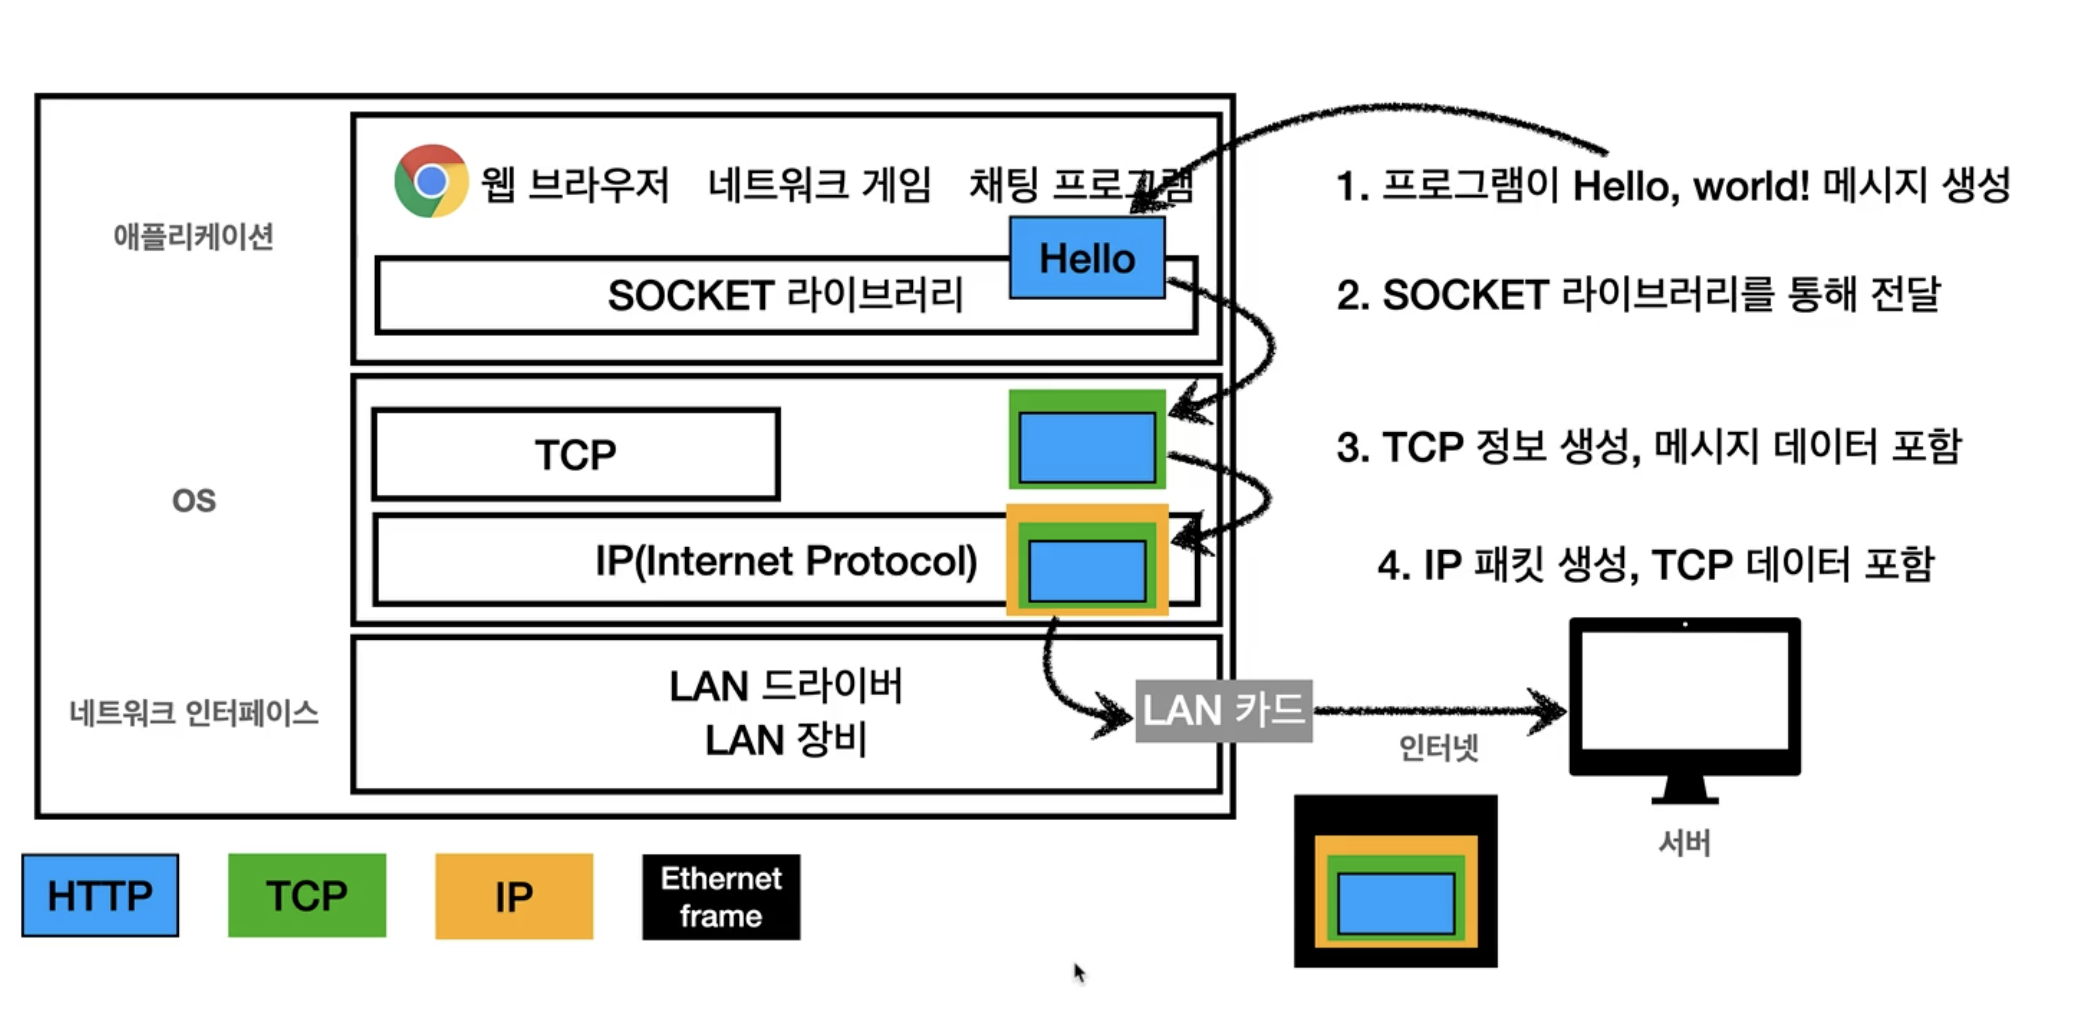 애플리케이션
웹 브라우저 네트워크 게임 채팅 프로그램
Hello
SOCKET 라이브러리
1. 프로그램이 Hello, world! 메시지 생성
2. SOCKET 라이브러리를 통해 전달
OS
TCP
IP(Internet Protocol)
3. TCP 정보 생성, 메시지 데이터 포함
4. IP 패킷 생성, TCP 데이터 포함
네트워크 인터페이스
LAN 드라이버
LAN 장비
LAN 카드
인터넷
서버
HTTP
TCP
IP
Ethernet
frame